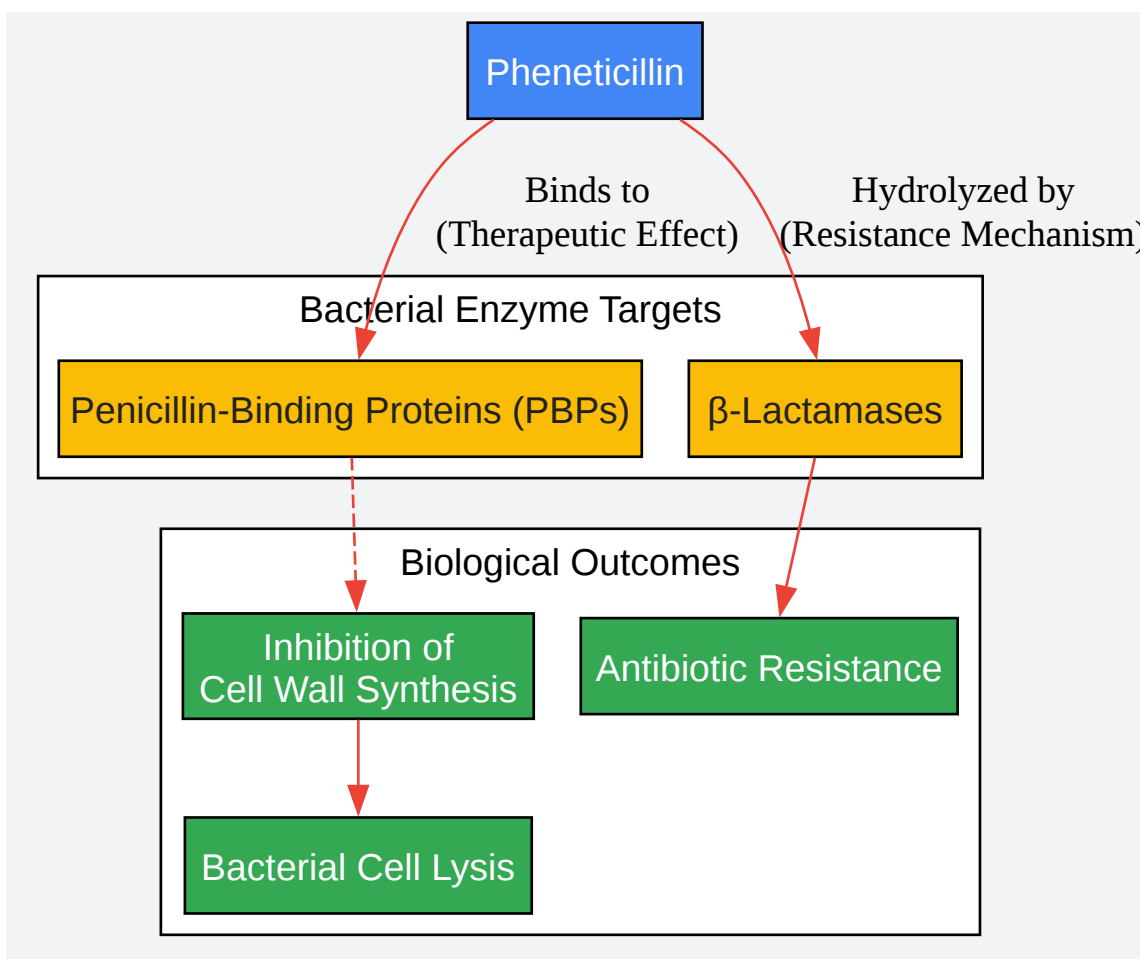 Pheneticillin
Binds to
(Therapeutic Effect)
Hydrolyzed by
(Resistance Mechanism)
Bacterial Enzyme Targets
Penicillin-Binding Proteins (PBPs)
β-Lactamases
Biological Outcomes
Inhibition of
Cell Wall Synthesis
Antibiotic Resistance
Bacterial Cell Lysis